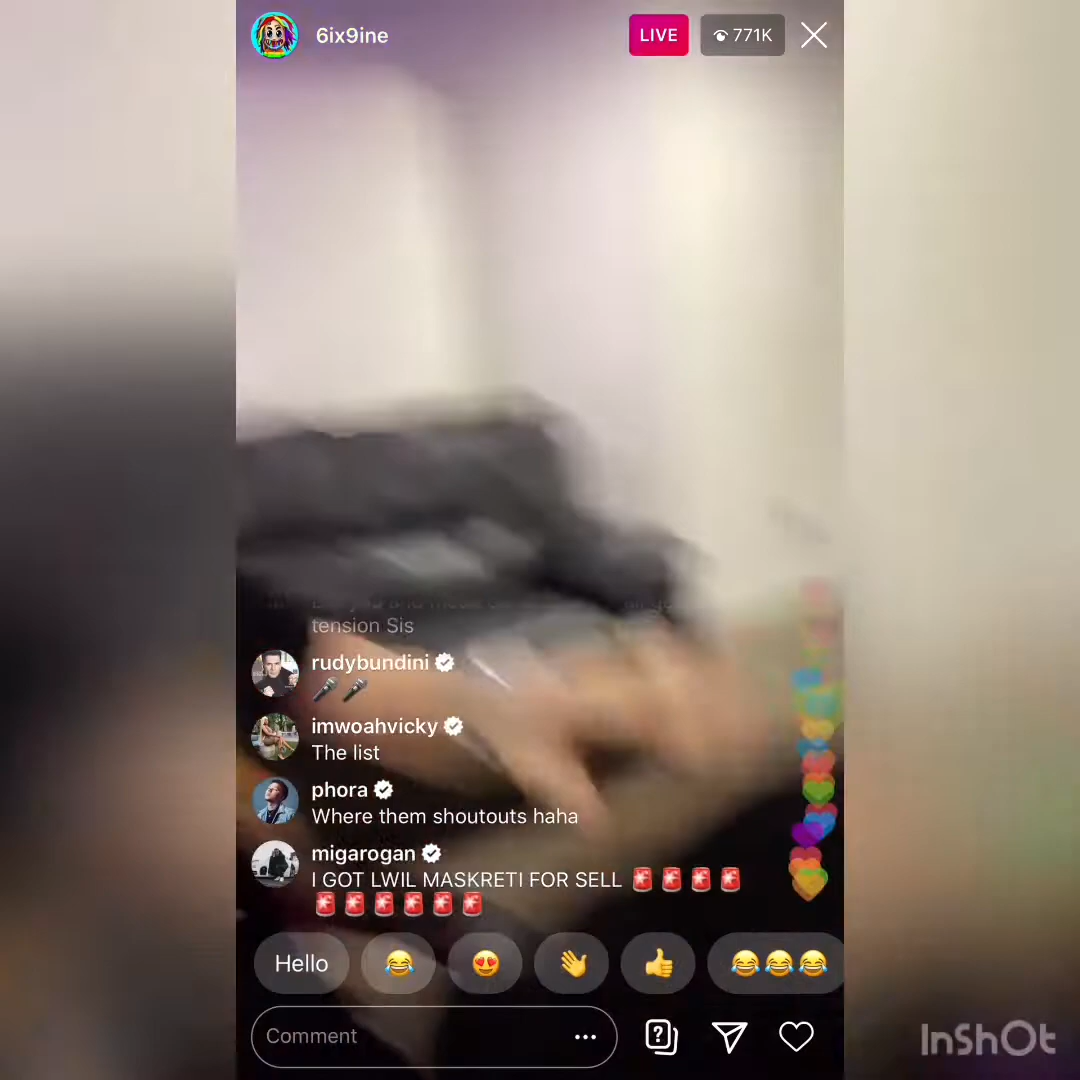 6ix9ine
LIVE
771K
tension Sis
rudybundini
🎤 🎤
imwoahvicky
The list
phora
Where them shoutouts haha
migarogan
I GOT LWIL MASKRETI FOR SELL 🚨 🚨 🚨 🚨
🚨 🚨 🚨 🚨 🚨 🚨
Hello
😂
😍
👋
👍
😂😂😂
Comment
InShOt